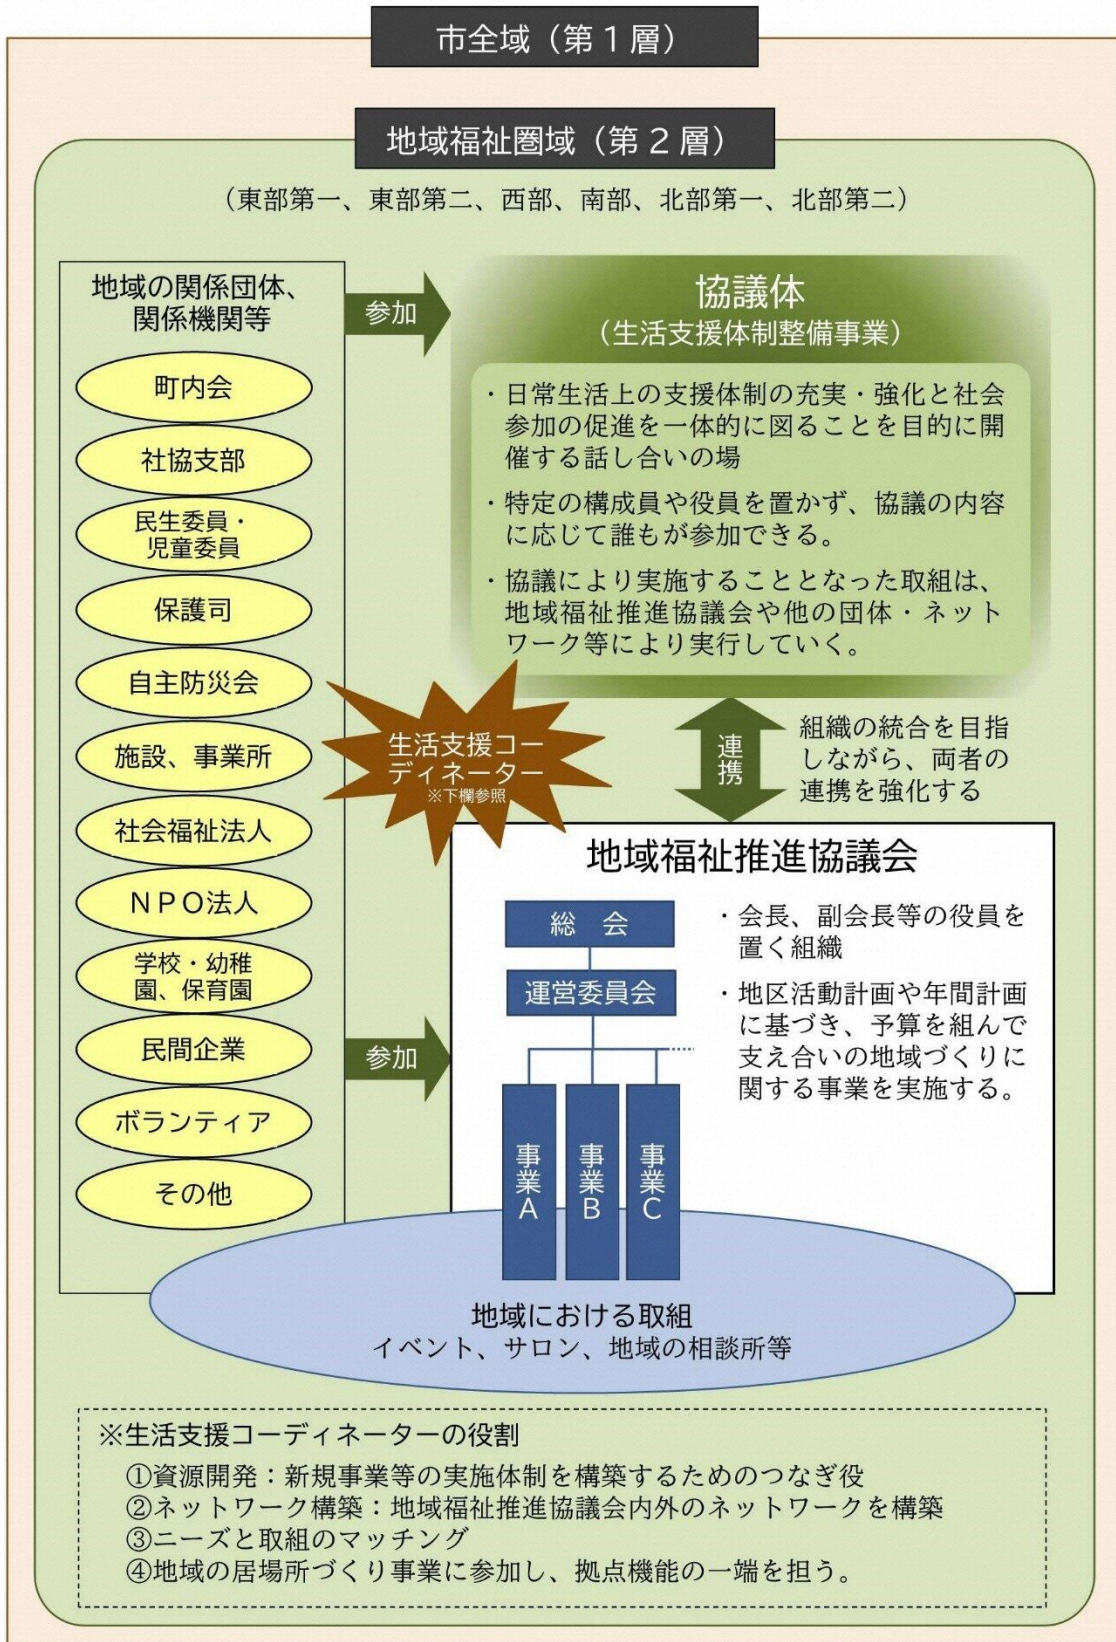 市全域（第１層）
地域福祉圏域（第２層）
（東部第一、東部第二、西部、南部、北部第一、北部第二）
地域の関係団体、
関係機関等
町内会
社協支部
民生委員・
児童委員
保護司
自主防災会
施設、事業所
社会福祉法人
ＮＰＯ法人
学校・幼稚
園、保育園
民間企業
ボランティア
その他
参加
協議体
（生活支援体制整備事業）
・日常生活上の支援体制の充実・強化と社会
参加の促進を一体的に図ることを目的に開
催する話し合いの場
・特定の構成員や役員を置かず、協議の内容
に応じて誰もが参加できる。
・協議により実施することとなった取組は、
地域福祉推進協議会や他の団体・ネット
ワーク等により実行していく。
生活支援コー
ディネーター
※下欄参照
連携
組織の統合を目指
しながら、両者の
連携を強化する
参加
地域福祉推進協議会
総　会
運営委員会
事業Ａ
事業Ｂ
事業Ｃ
・会長、副会長等の役員を
置く組織
・地区活動計画や年間計画
に基づき、予算を組んで
支え合いの地域づくりに
関する事業を実施する。
地域における取組
イベント、サロン、地域の相談所等
※生活支援コーディネーターの役割
①資源開発：新規事業等の実施体制を構築するためのつなぎ役
②ネットワーク構築：地域福祉推進協議会内外のネットワークを構築
③ニーズと取組のマッチング
④地域の居場所づくり事業に参加し、拠点機能の一端を担う。